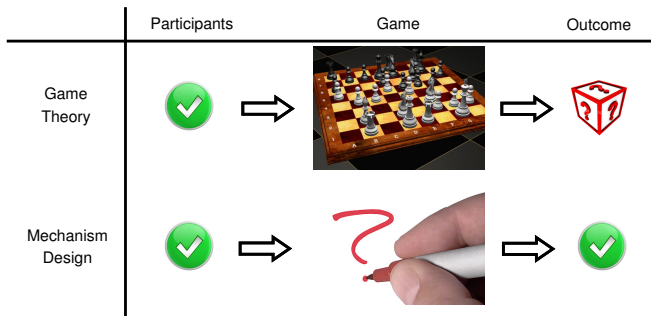 Participants Game Outcome
Game
Theory
? ? ?
Mechanism
Design
?